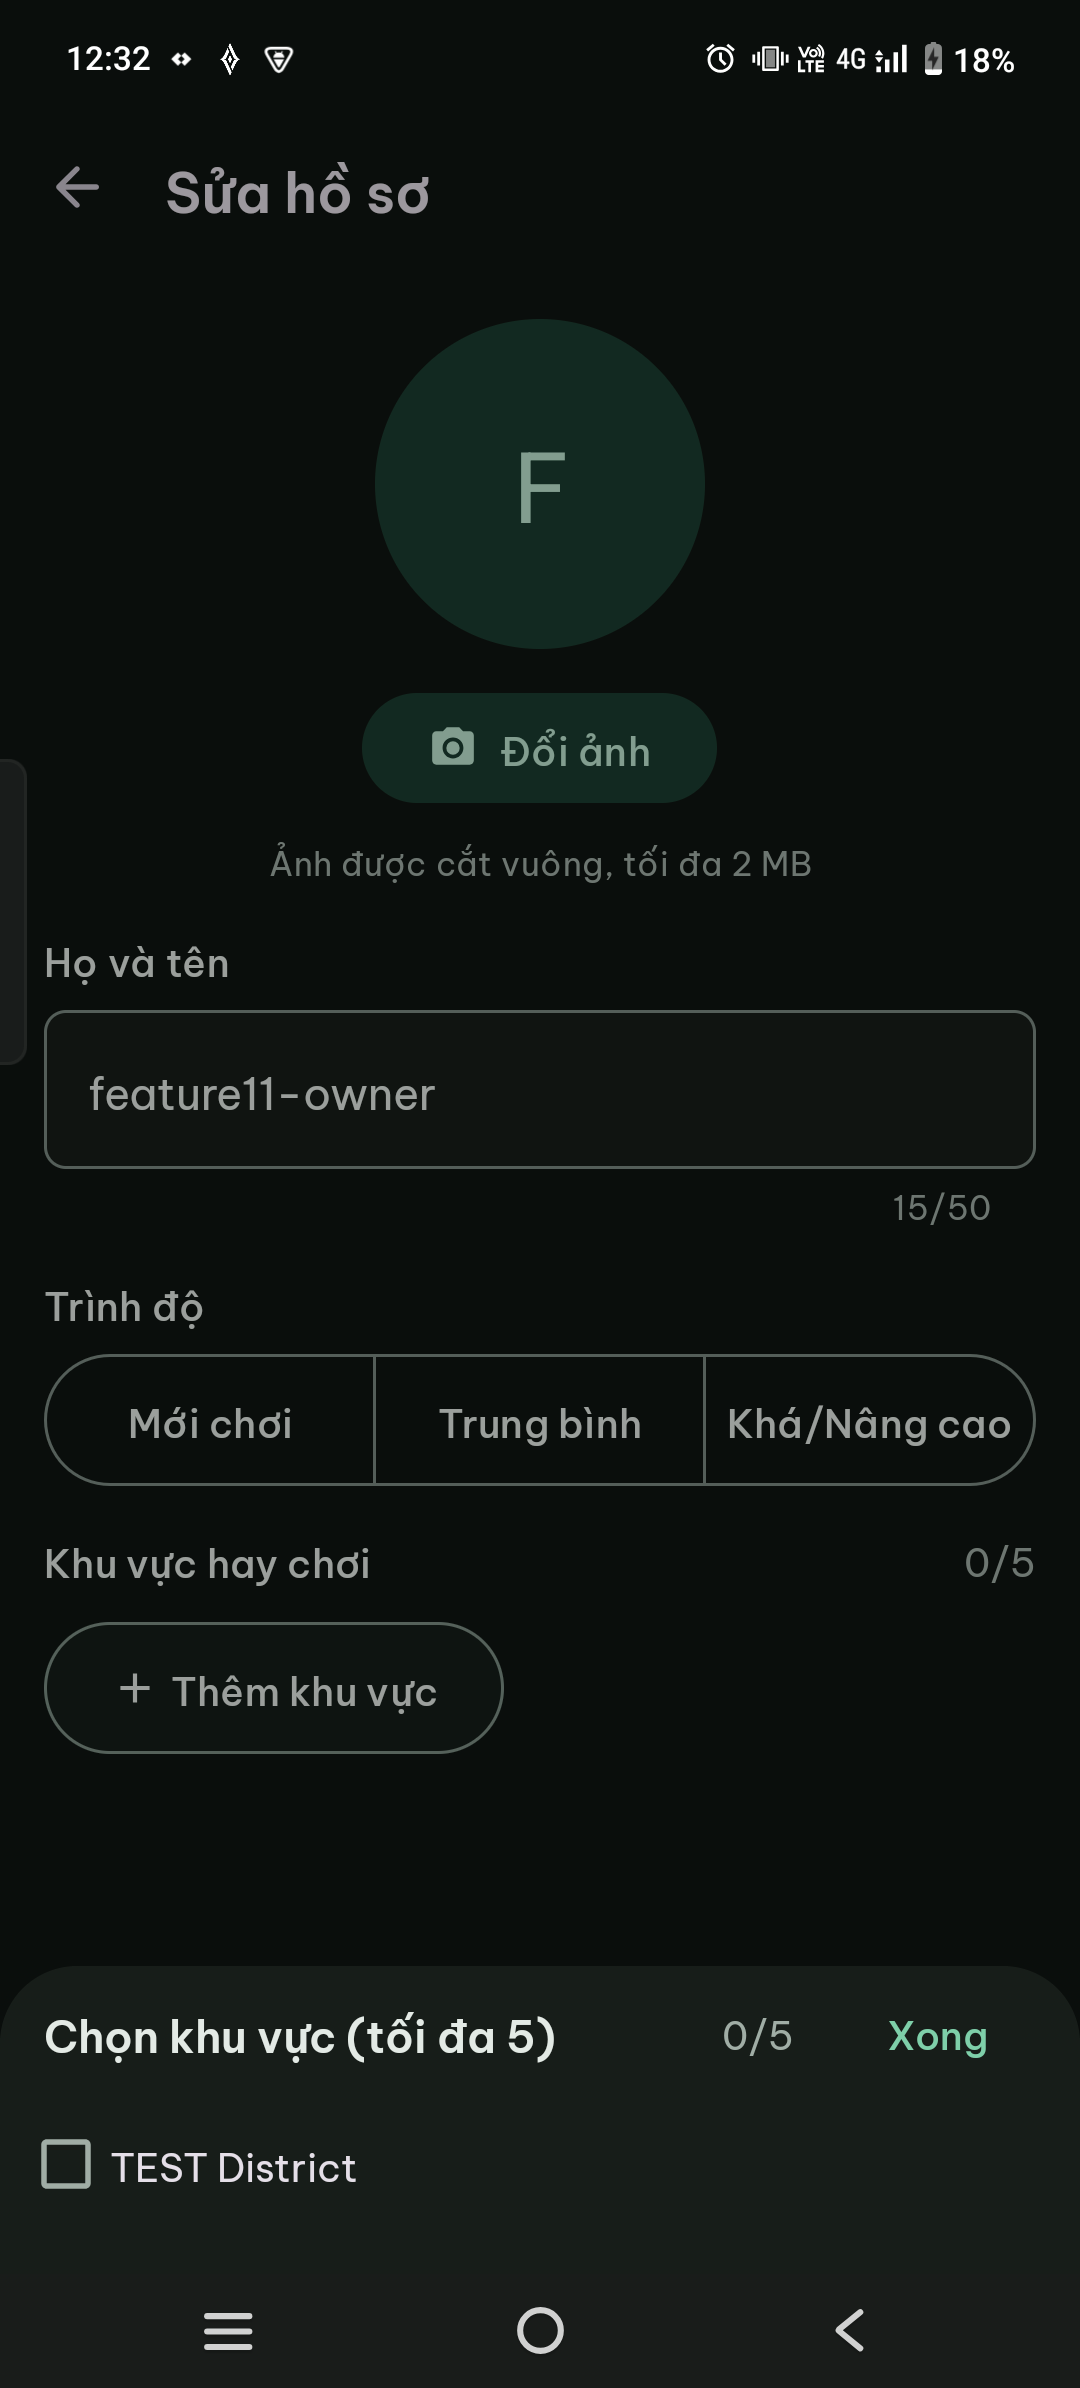 12:32
VoLTE 4G 18%
Sửa hồ sơ
F
Đổi ảnh
Ảnh được cắt vuông, tối đa 2 MB
Họ và tên
feature11-owner
15/50
Trình độ
Mới chơi Trung bình Khá/Nâng cao
Khu vực hay chơi 0/5
+ Thêm khu vực
Chọn khu vực (tối đa 5) 0/5 Xong
TEST District